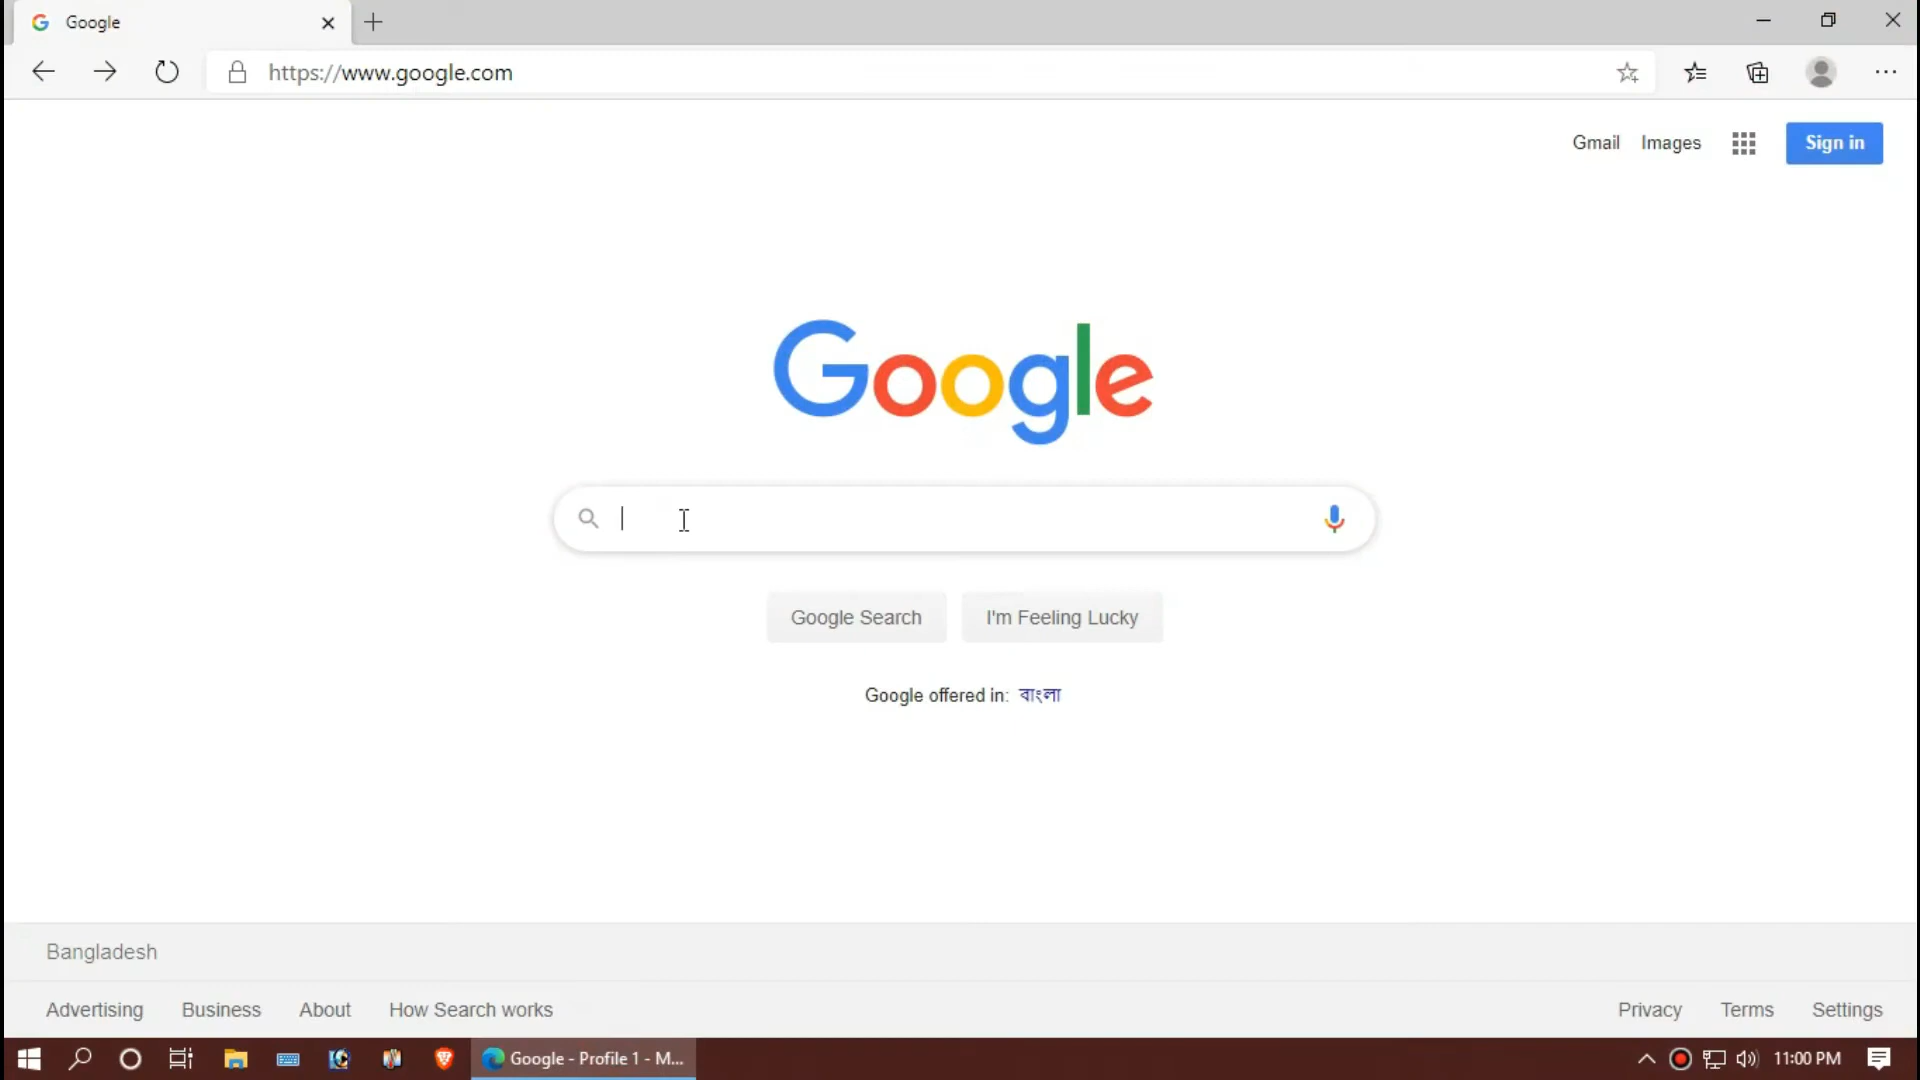 Google
https://www.google.com
Gmail Images Sign in
Google
Google Search I'm Feeling Lucky
Google offered in: বাংলা
Bangladesh
Advertising Business About How Search works Privacy Terms Settings
Google - Profile 1 - M... 11:00 PM